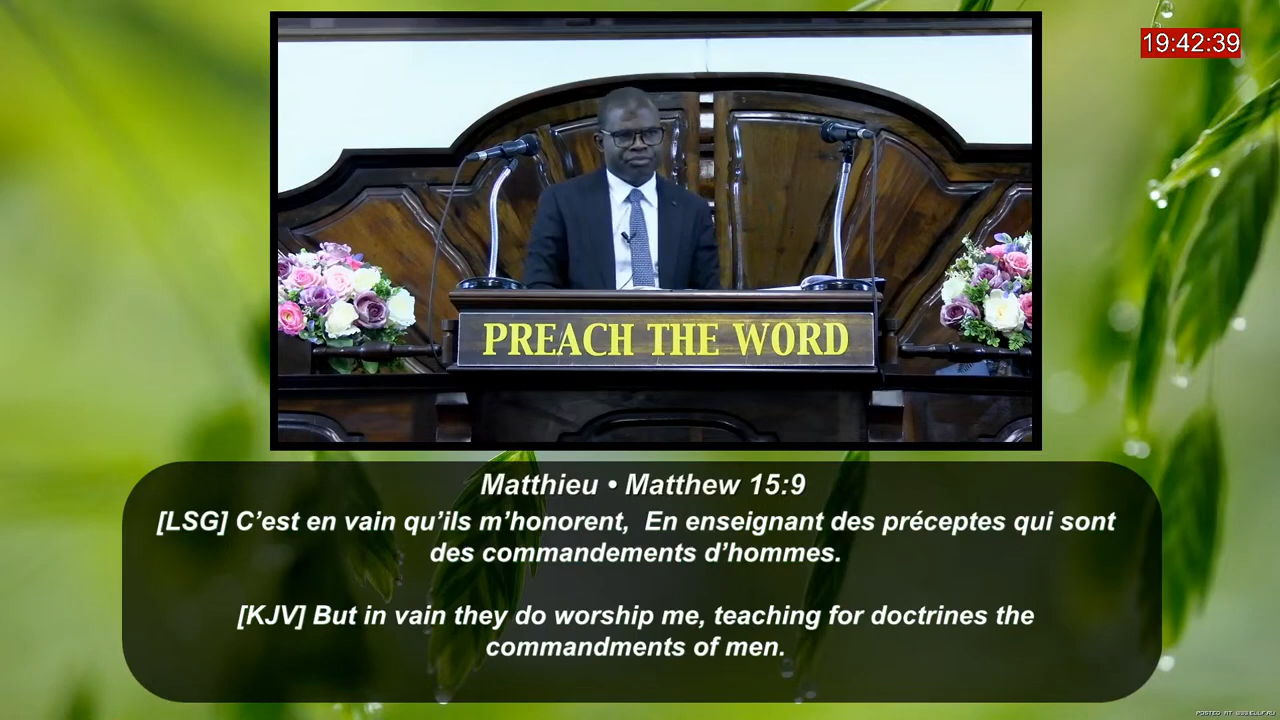 19:42:39
PREACH THE WORD
Matthieu • Matthew 15:9
[LSG] C’est en vain qu’ils m’honorent,  En enseignant des préceptes qui sont
des commandements d’hommes.
[KJV] But in vain they do worship me, teaching for doctrines the
commandments of men.